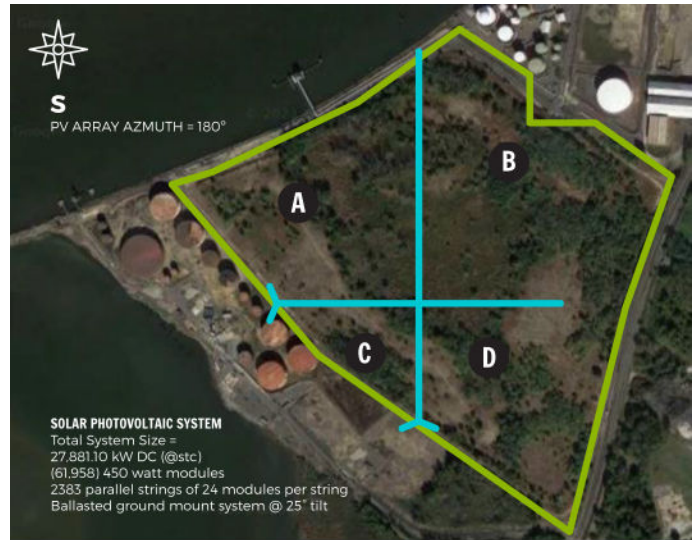 S
PV ARRAY AZIMUTH = 180°
A
B
C
D
SOLAR PHOTOVOLTAIC SYSTEM
Total System Size =
27,881.10 kW DC (@stc)
(61,958) 450 watt modules
2383 parallel strings of 24 modules per string
Ballasted ground mount system @ 25° tilt